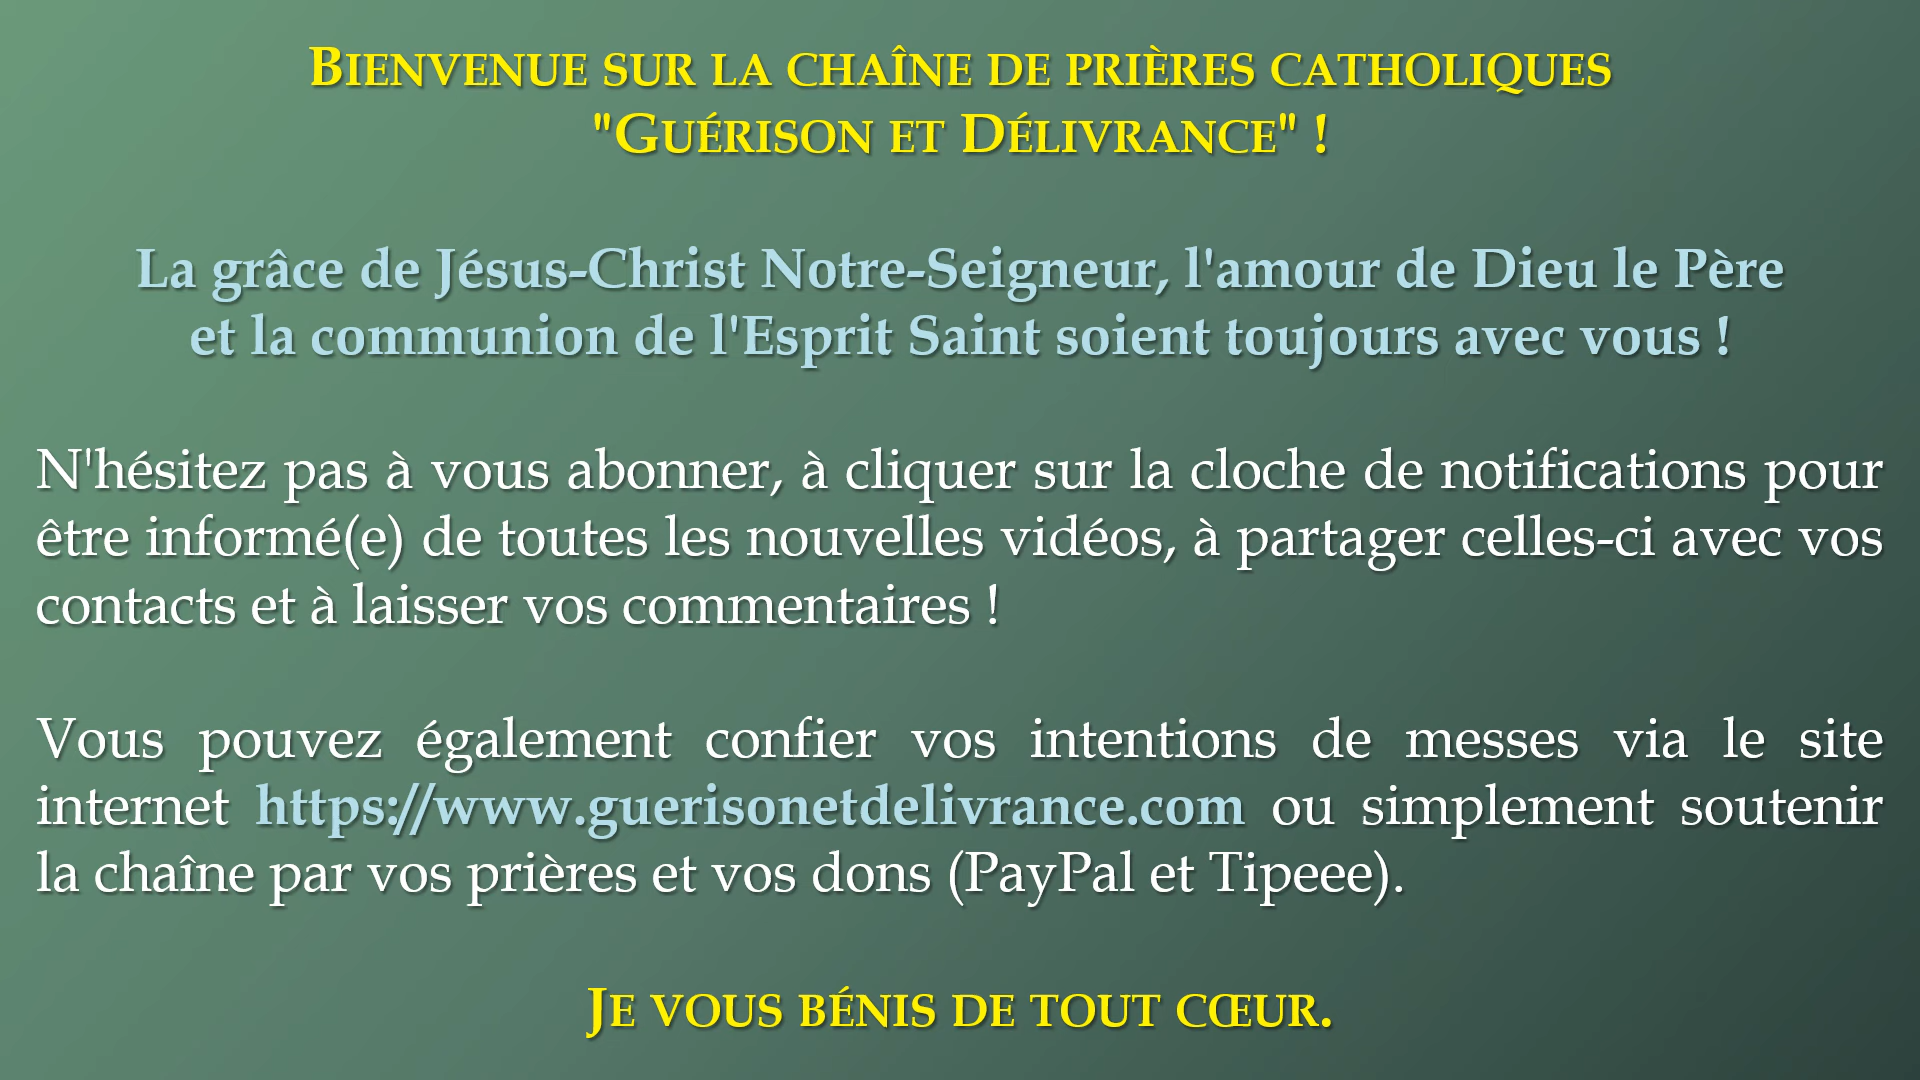 Bienvenue sur la chaîne de prières catholiques
"Guérison et Délivrance" !
La grâce de Jésus-Christ Notre-Seigneur, l'amour de Dieu le Père
et la communion de l'Esprit Saint soient toujours avec vous !
N'hésitez pas à vous abonner, à cliquer sur la cloche de notifications pour
être informé(e) de toutes les nouvelles vidéos, à partager celles-ci avec vos
contacts et à laisser vos commentaires !
Vous pouvez également confier vos intentions de messes via le site
internet https://www.guerisonetdelivrance.com ou simplement soutenir
la chaîne par vos prières et vos dons (PayPal et Tipeee).
Je vous bénis de tout cœur.